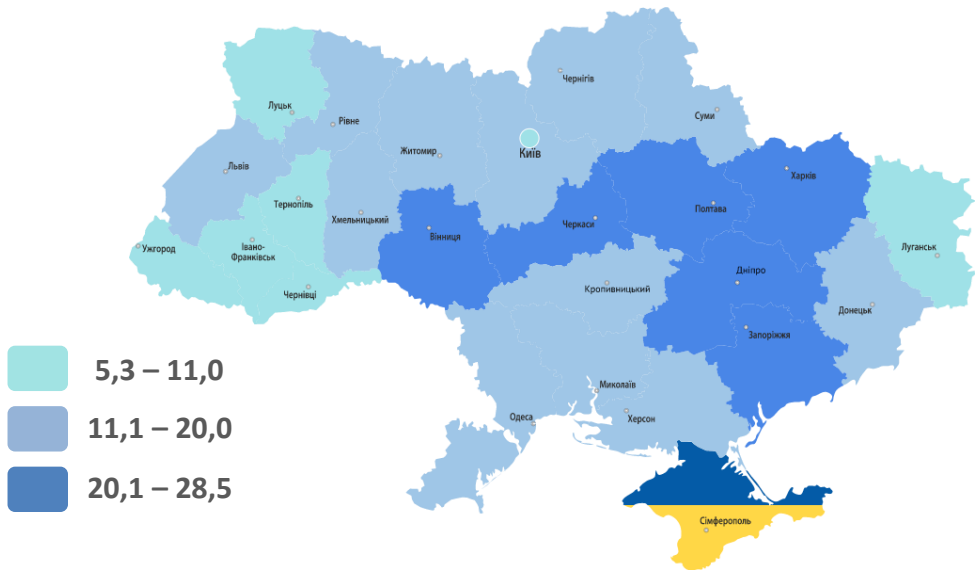 Чернігів
Луцьк
Суми
Рівне
Київ
Житомир
Львів
Харків
Тернопіль
Полтава
Хмельницький
Черкаси
Вінниця
Ужгород
Івано-
Франківськ
Луганськ
Дніпро
Чернівці
Кропивницький
Донецьк
Запоріжжя
5,3 – 11,0
Миколаїв
Одеса
Херсон
11,1 – 20,0
20,1 – 28,5
Сімферополь